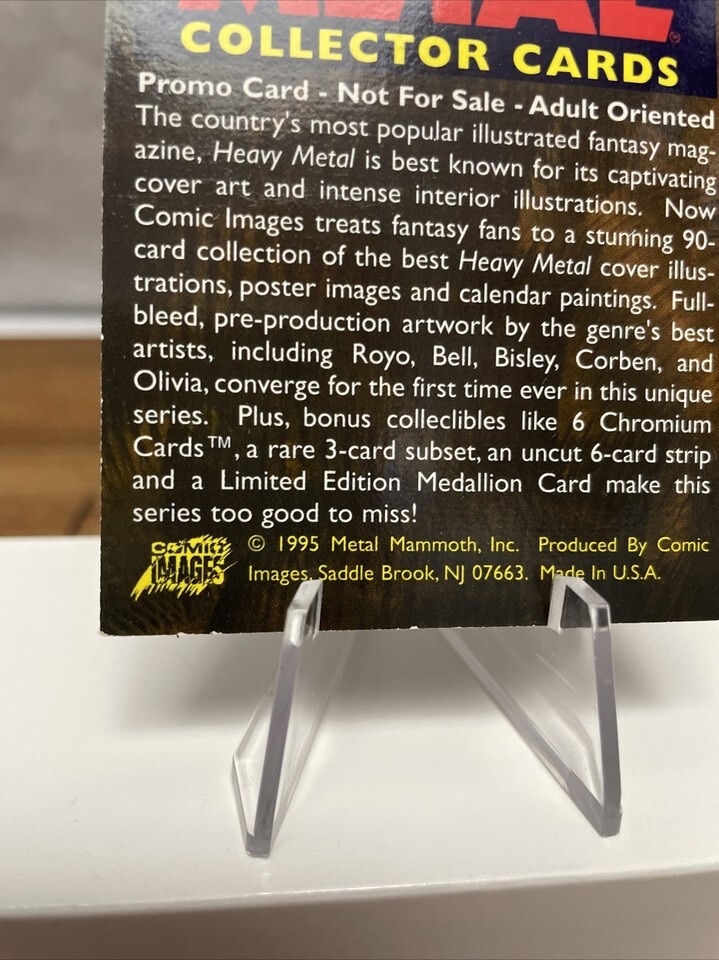 METAL®
COLLECTOR CARDS
Promo Card - Not For Sale - Adult Oriented
The country's most popular illustrated fantasy mag-
azine, Heavy Metal is best known for its captivating
cover art and intense interior illustrations. Now
Comic Images treats fantasy fans to a stunning 90-
card collection of the best Heavy Metal cover illus-
trations, poster images and calendar paintings. Full-
bleed, pre-production artwork by the genre's best
artists, including Royo, Bell, Bisley, Corben, and
Olivia, converge for the first time ever in this unique
series. Plus, bonus colleclibles like 6 Chromium
Cards™, a rare 3-card subset, an uncut 6-card strip
and a Limited Edition Medallion Card make this
series too good to miss!
COMIC
IMAGES
© 1995 Metal Mammoth, Inc. Produced By Comic
Images, Saddle Brook, NJ 07663. Made In U.S.A.